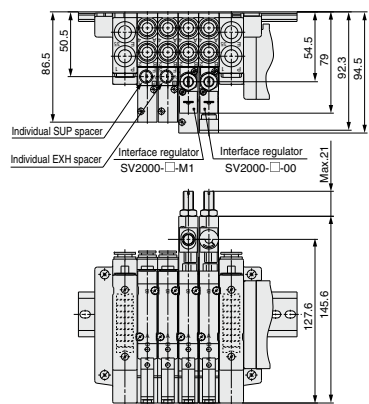 86.5
50.5
54.5
79
92.3
94.5
Individual SUP spacer
Individual EXH spacer
Interface regulator
SV2000-□-M1
Interface regulator
SV2000-□-00
Max.21
127.6
145.6